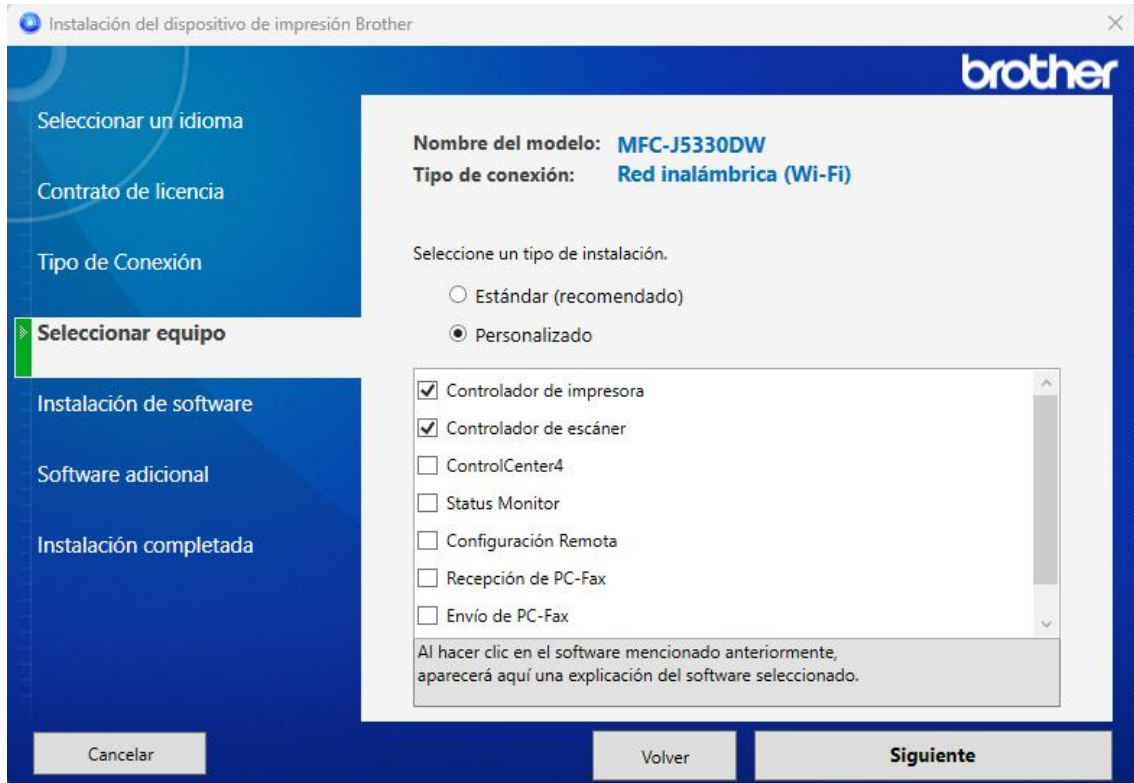 Instalación del dispositivo de impresión Brother
brother
Seleccionar un idioma
Contrato de licencia
Tipo de Conexión
Seleccionar equipo
Instalación de software
Software adicional
Instalación completada
Nombre del modelo: MFC-J5330DW
Tipo de conexión: Red inalámbrica (Wi-Fi)
Seleccione un tipo de instalación.
Estándar (recomendado)
Personalizado
Controlador de impresora
Controlador de escáner
ControlCenter4
Status Monitor
Configuración Remota
Recepción de PC-Fax
Envío de PC-Fax
Al hacer clic en el software mencionado anteriormente,
aparecerá aquí una explicación del software seleccionado.
Cancelar
Volver
Siguiente